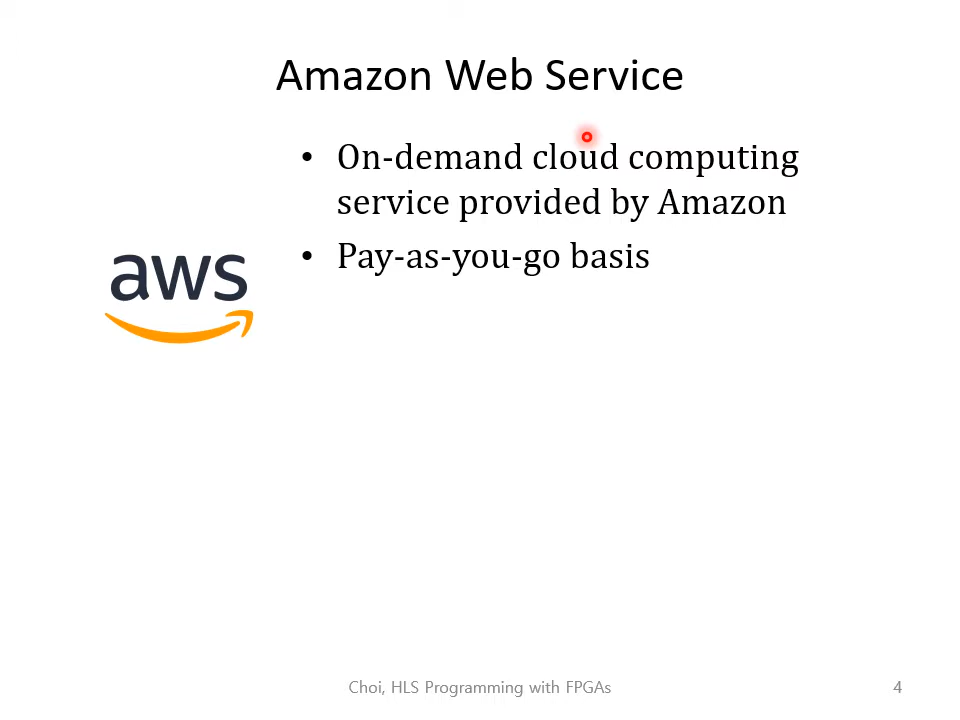 Amazon Web Service
• On-demand cloud computing
service provided by Amazon
• Pay-as-you-go basis
aws
Choi, HLS Programming with FPGAs
4